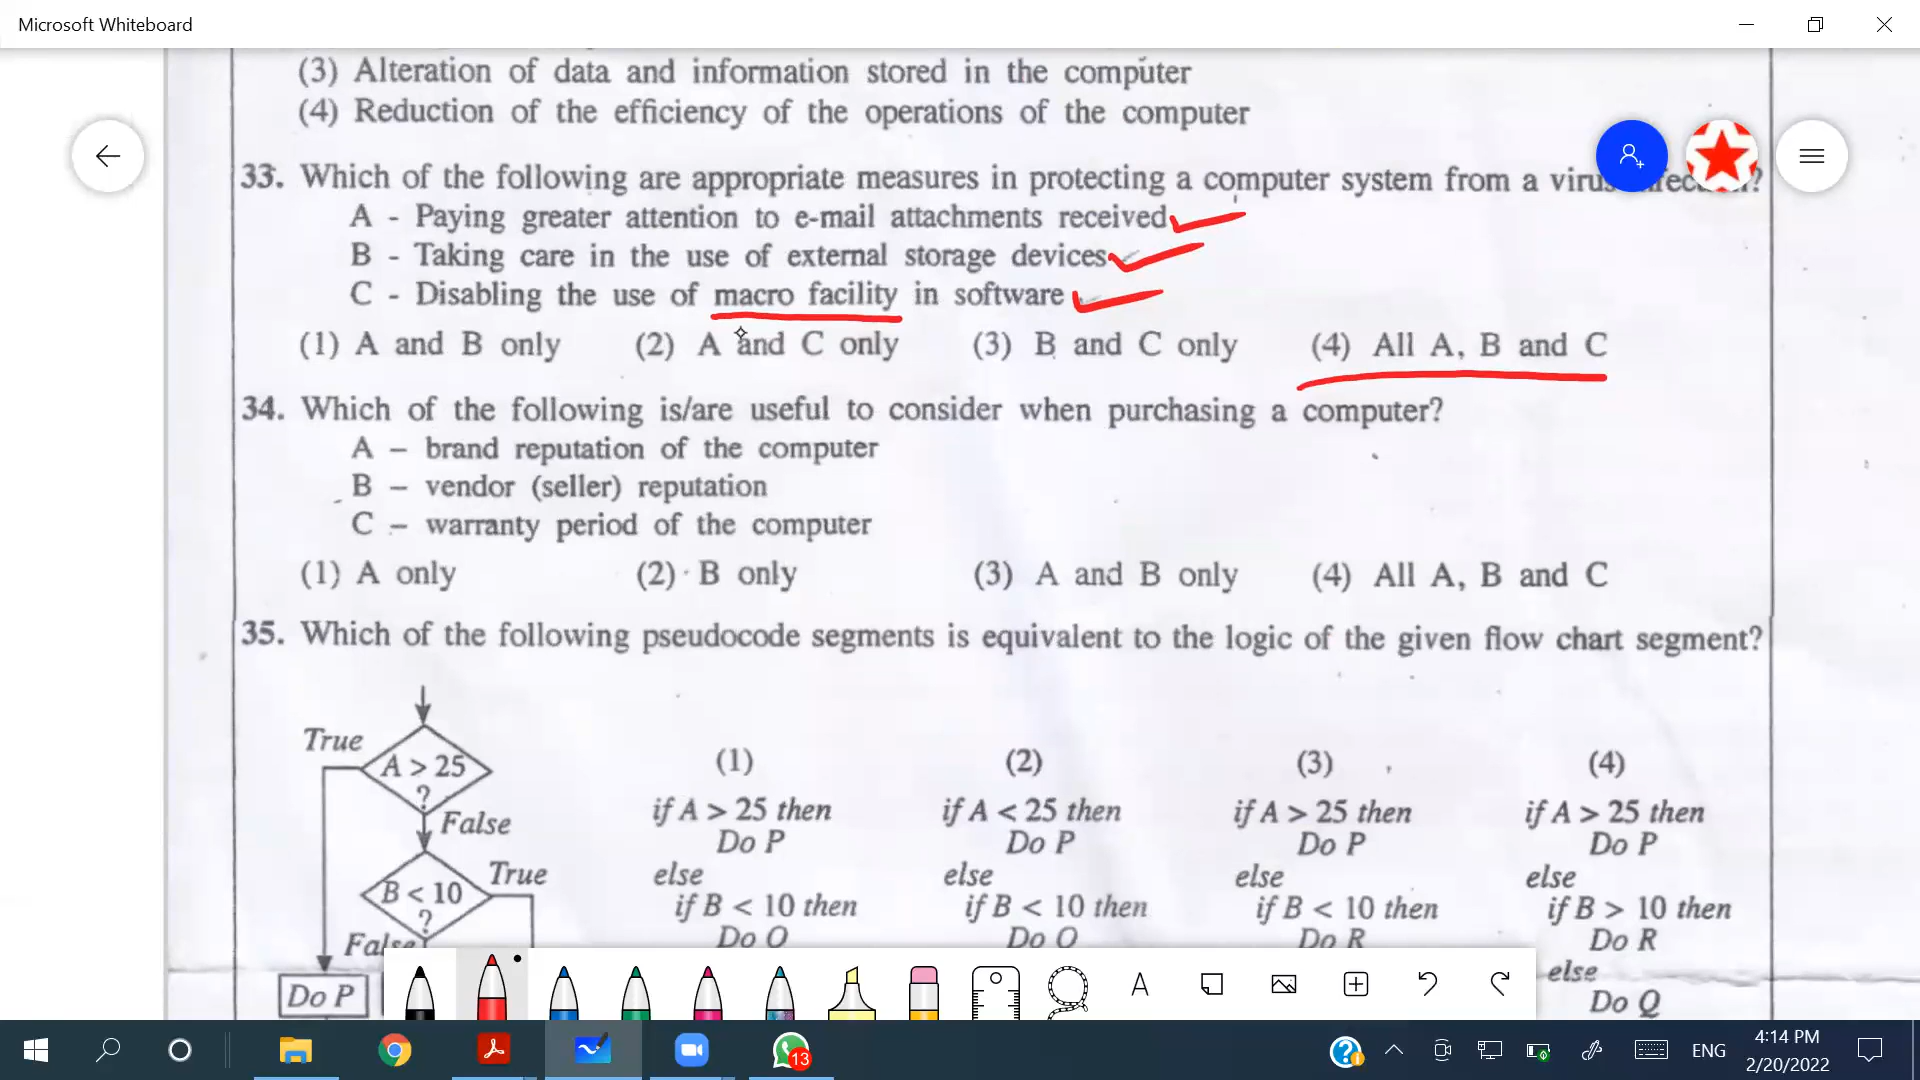 Microsoft Whiteboard
(3) Alteration of data and information stored in the computer
(4) Reduction of the efficiency of the operations of the computer
33. Which of the following are appropriate measures in protecting a computer system from a virus
A - Paying greater attention to e-mail attachments received
B - Taking care in the use of external storage devices
C - Disabling the use of macro facility in software
(1) A and B only (2) A and C only (3) B and C only (4) All A, B and C
34. Which of the following is/are useful to consider when purchasing a computer?
A – brand reputation of the computer
B – vendor (seller) reputation
C – warranty period of the computer
(1) A only (2) B only (3) A and B only (4) All A, B and C
35. Which of the following pseudocode segments is equivalent to the logic of the given flow chart segment?
True
A > 25
?
False
B < 10
?
True
False
Do P
(1)
if A > 25 then
Do P
else
if B < 10 then
Do Q
(2)
if A < 25 then
Do P
else
if B < 10 then
Do Q
(3)
if A > 25 then
Do P
else
if B < 10 then
Do R
(4)
if A > 25 then
Do P
else
if B > 10 then
Do R
else
Do Q
A
13
ENG
4:14 PM
2/20/2022